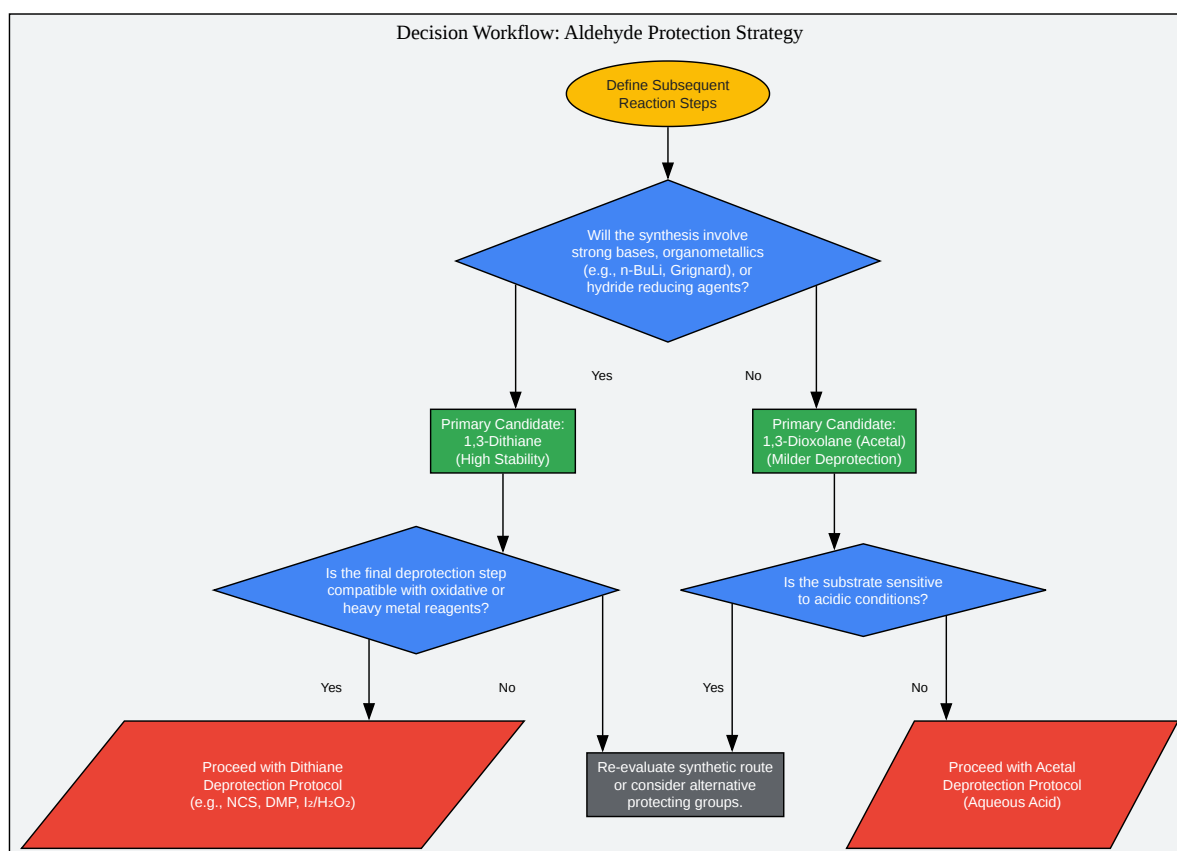 Decision Workflow: Aldehyde Protection Strategy
Define Subsequent
Reaction Steps
Will the synthesis involve
strong bases, organometallics
(e.g., n-BuLi, Grignard), or
hydride reducing agents?
Yes
No
Primary Candidate:
1,3-Dithiane
(High Stability)
Primary Candidate:
1,3-Dioxolane (Acetal)
(Milder Deprotection)
Is the final deprotection step
compatible with oxidative or
heavy metal reagents?
Is the substrate sensitive
to acidic conditions?
Yes
No
Yes
No
Proceed with Dithiane
Deprotection Protocol
(e.g., NCS, DMP, I₂/H₂O₂)
Re-evaluate synthetic route
or consider alternative
protecting groups.
Proceed with Acetal
Deprotection Protocol
(Aqueous Acid)